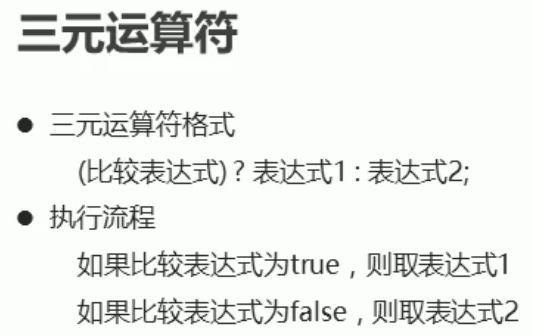 三元运算符
● 三元运算符格式
(比较表达式) ? 表达式1 : 表达式2;
● 执行流程
如果比较表达式为true，则取表达式1
如果比较表达式为false，则取表达式2